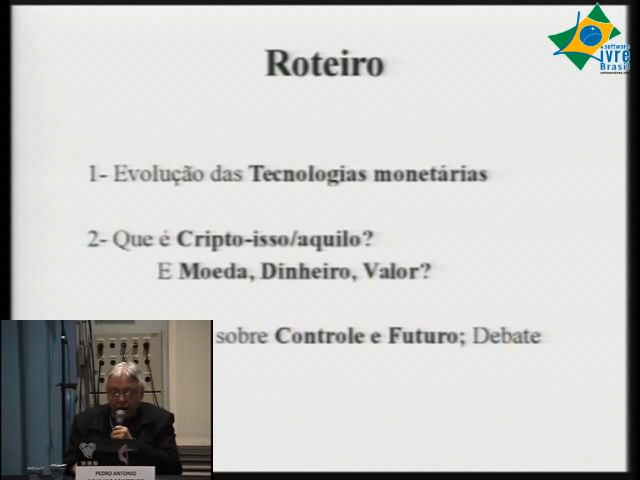 Roteiro
software
ivre
Brasil
1- Evolução das Tecnologias monetárias
2- Que é Cripto-isso/aquilo?
E Moeda, Dinheiro, Valor?
sobre Controle e Futuro; Debate
PEDRO ANTONIO